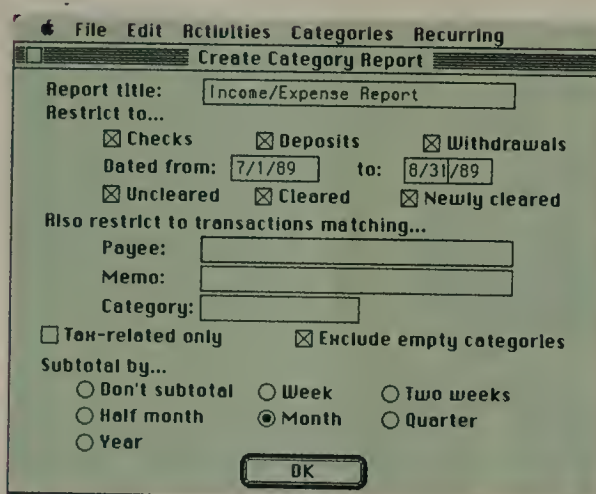 File Edit Activities Categories Recurring
Create Category Report
Report title: Income/Expense Report
Restrict to...
Checks Deposits Withdrawals
Dated from: 7/1/89 to: 8/31/89
Uncleared Cleared Newly cleared
Also restrict to transactions matching...
Payee:
Memo:
Category:
Tax-related only Exclude empty categories
Subtotal by...
Don't subtotal Week Two weeks
Half month Month Quarter
Year
OK